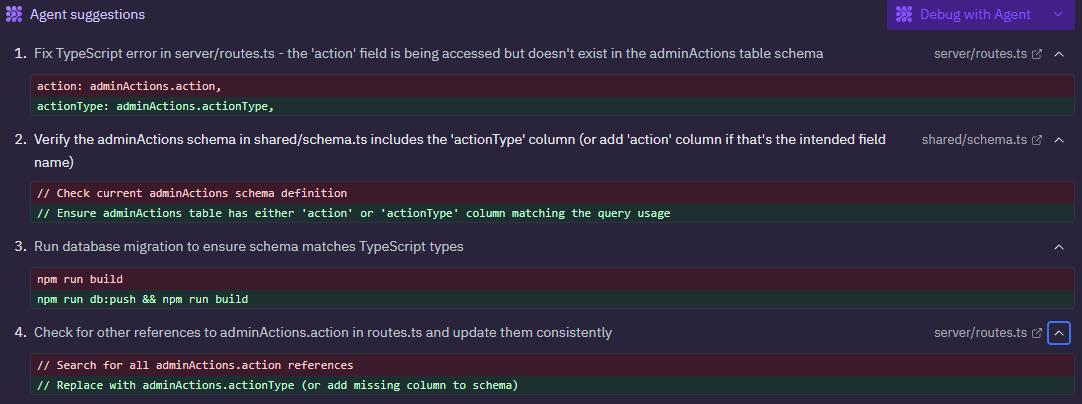 Agent suggestions
Debug with Agent
1. Fix TypeScript error in server/routes.ts - the 'action' field is being accessed but doesn't exist in the adminActions table schema
server/routes.ts
action: adminActions.action,
actionType: adminActions.actionType,
2. Verify the adminActions schema in shared/schema.ts includes the 'actionType' column (or add 'action' column if that's the intended field
name)
shared/schema.ts
// Check current adminActions schema definition
// Ensure adminActions table has either 'action' or 'actionType' column matching the query usage
3. Run database migration to ensure schema matches TypeScript types
npm run build
npm run db:push && npm run build
4. Check for other references to adminActions.action in routes.ts and update them consistently
server/routes.ts
// Search for all adminActions.action references
// Replace with adminActions.actionType (or add missing column to schema)